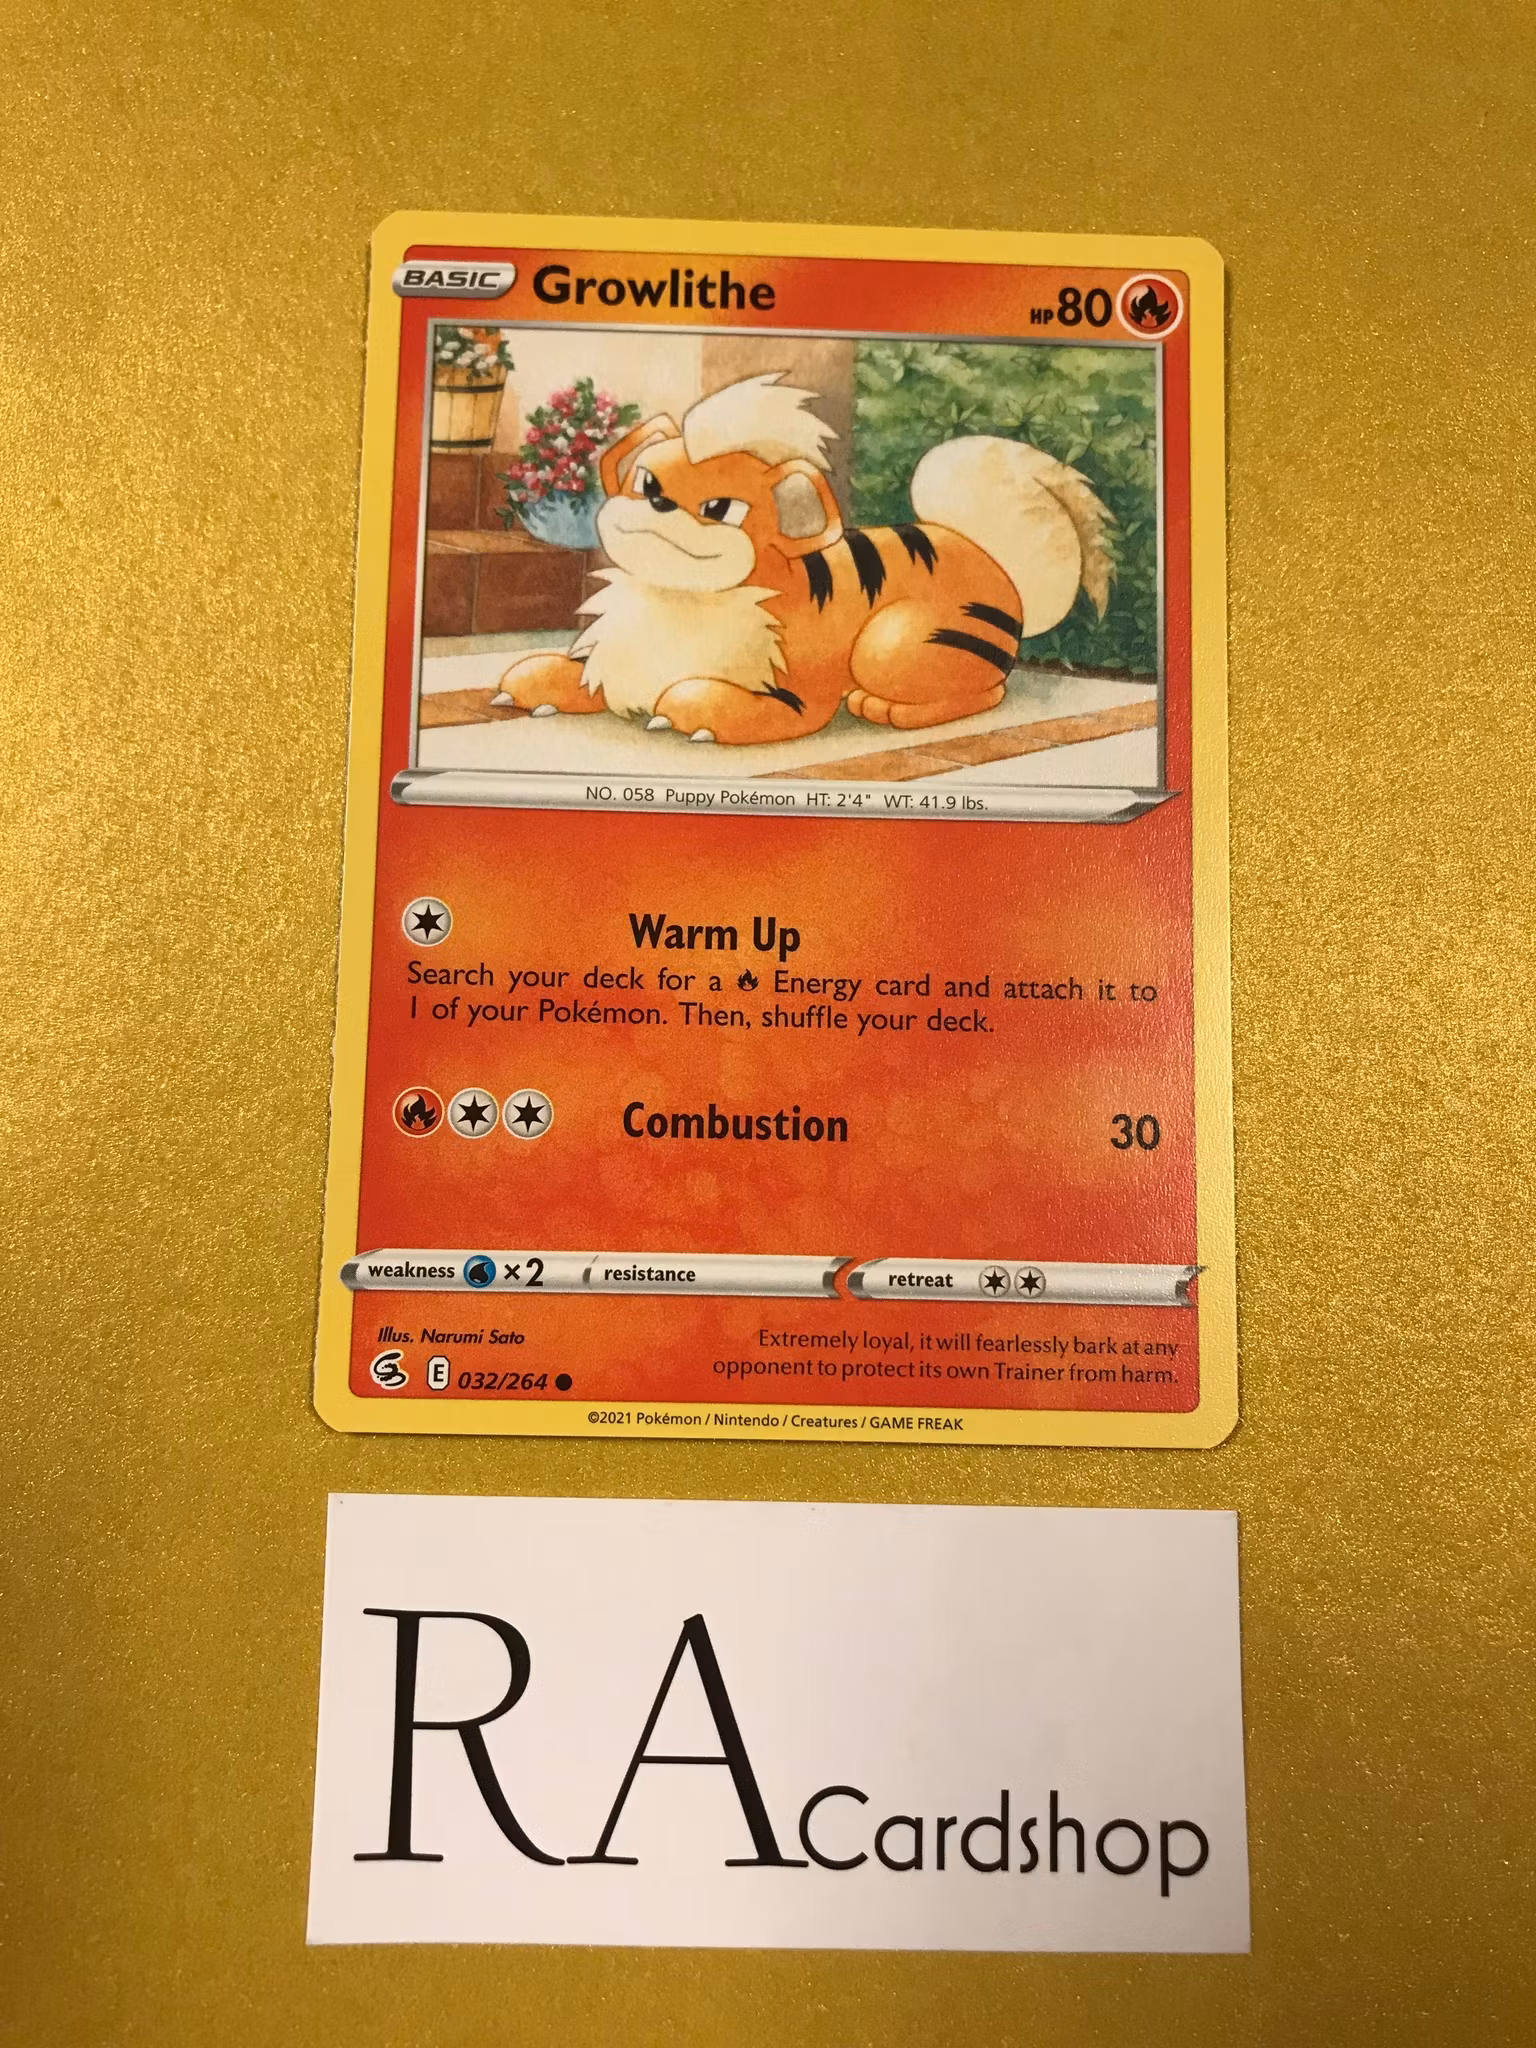 BASIC Growlithe HP 80
NO. 058 Puppy Pokémon HT: 2'4" WT: 41.9 lbs.
Warm Up
Search your deck for a Energy card and attach it to
1 of your Pokémon. Then, shuffle your deck.
Combustion 30
weakness ×2 resistance retreat
Illus. Narumi Sato
Extremely loyal, it will fearlessly bark at any
opponent to protect its own Trainer from harm.
E 032/264
©2021 Pokémon / Nintendo / Creatures / GAME FREAK
RA Cardshop